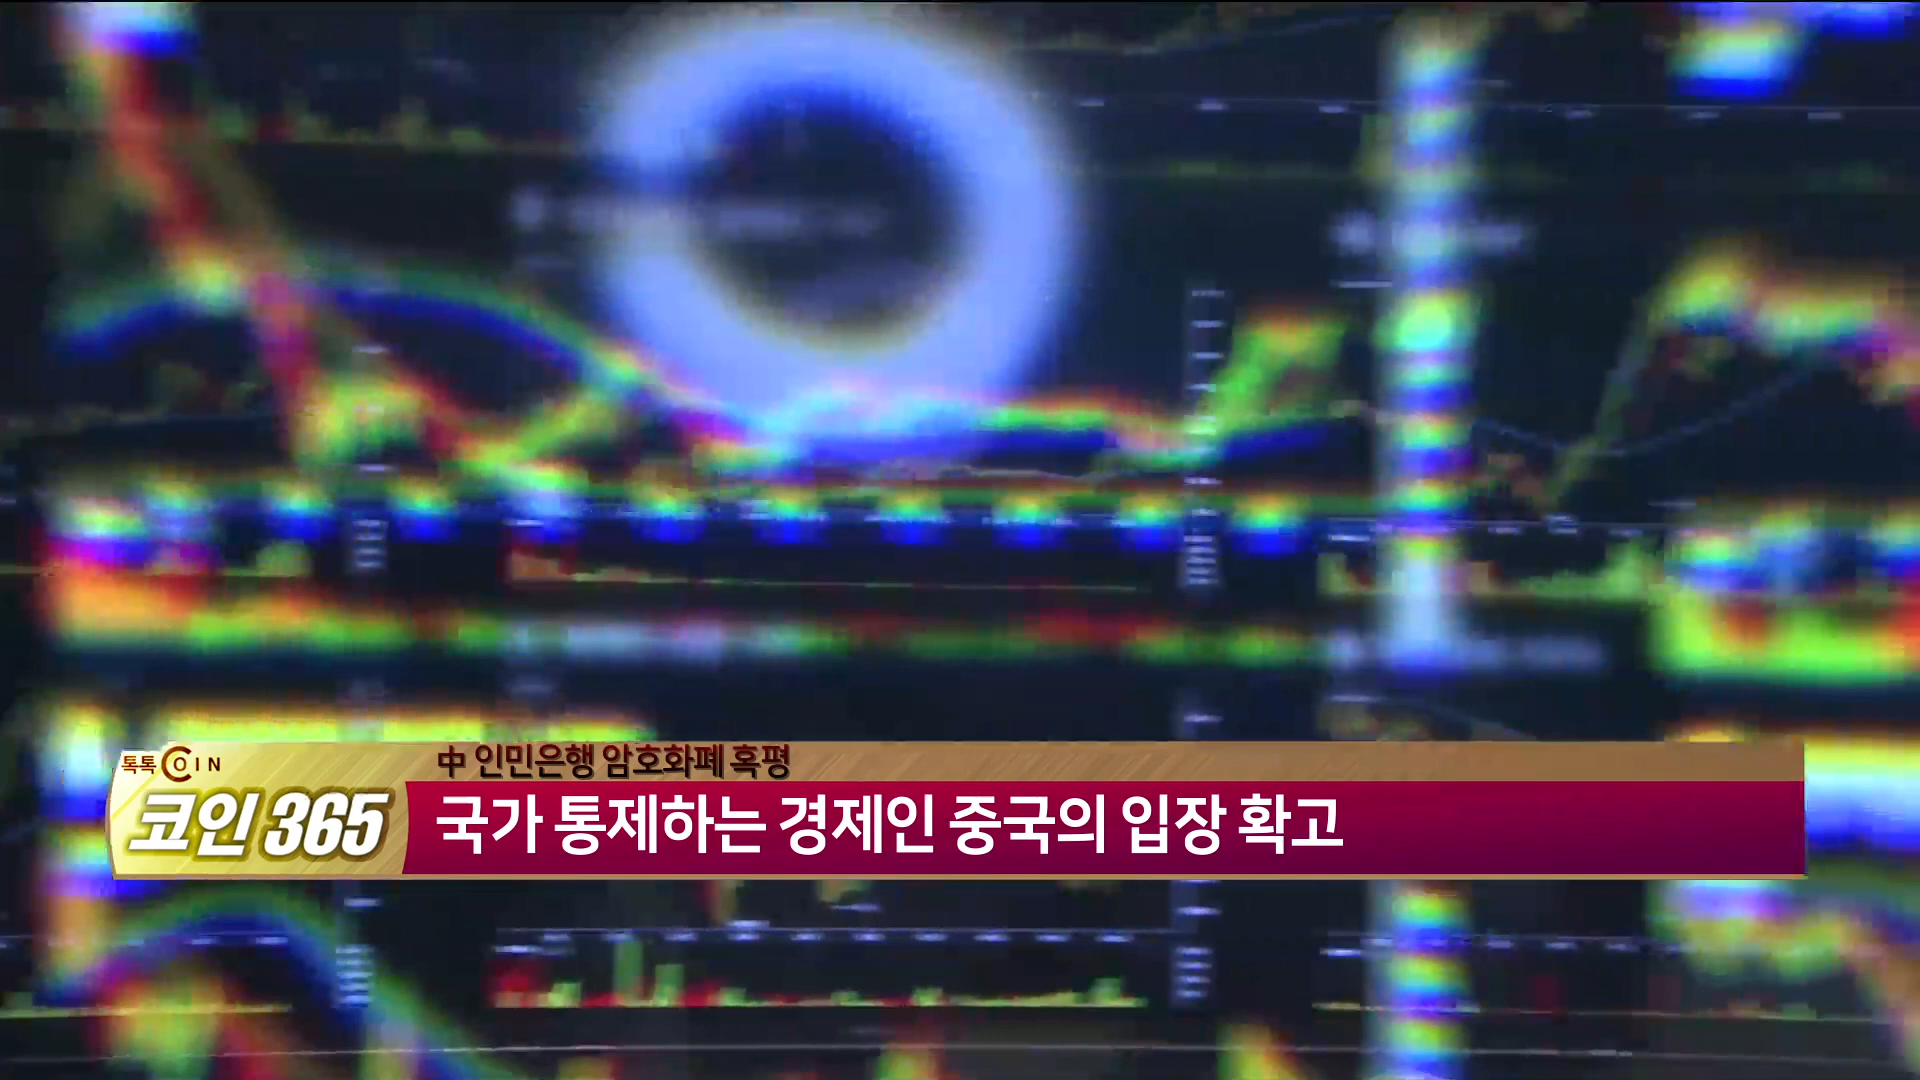 中 인민은행 암호화폐 혹평
톡톡 COIN
코인 365
국가 통제하는 경제인 중국의 입장 확고